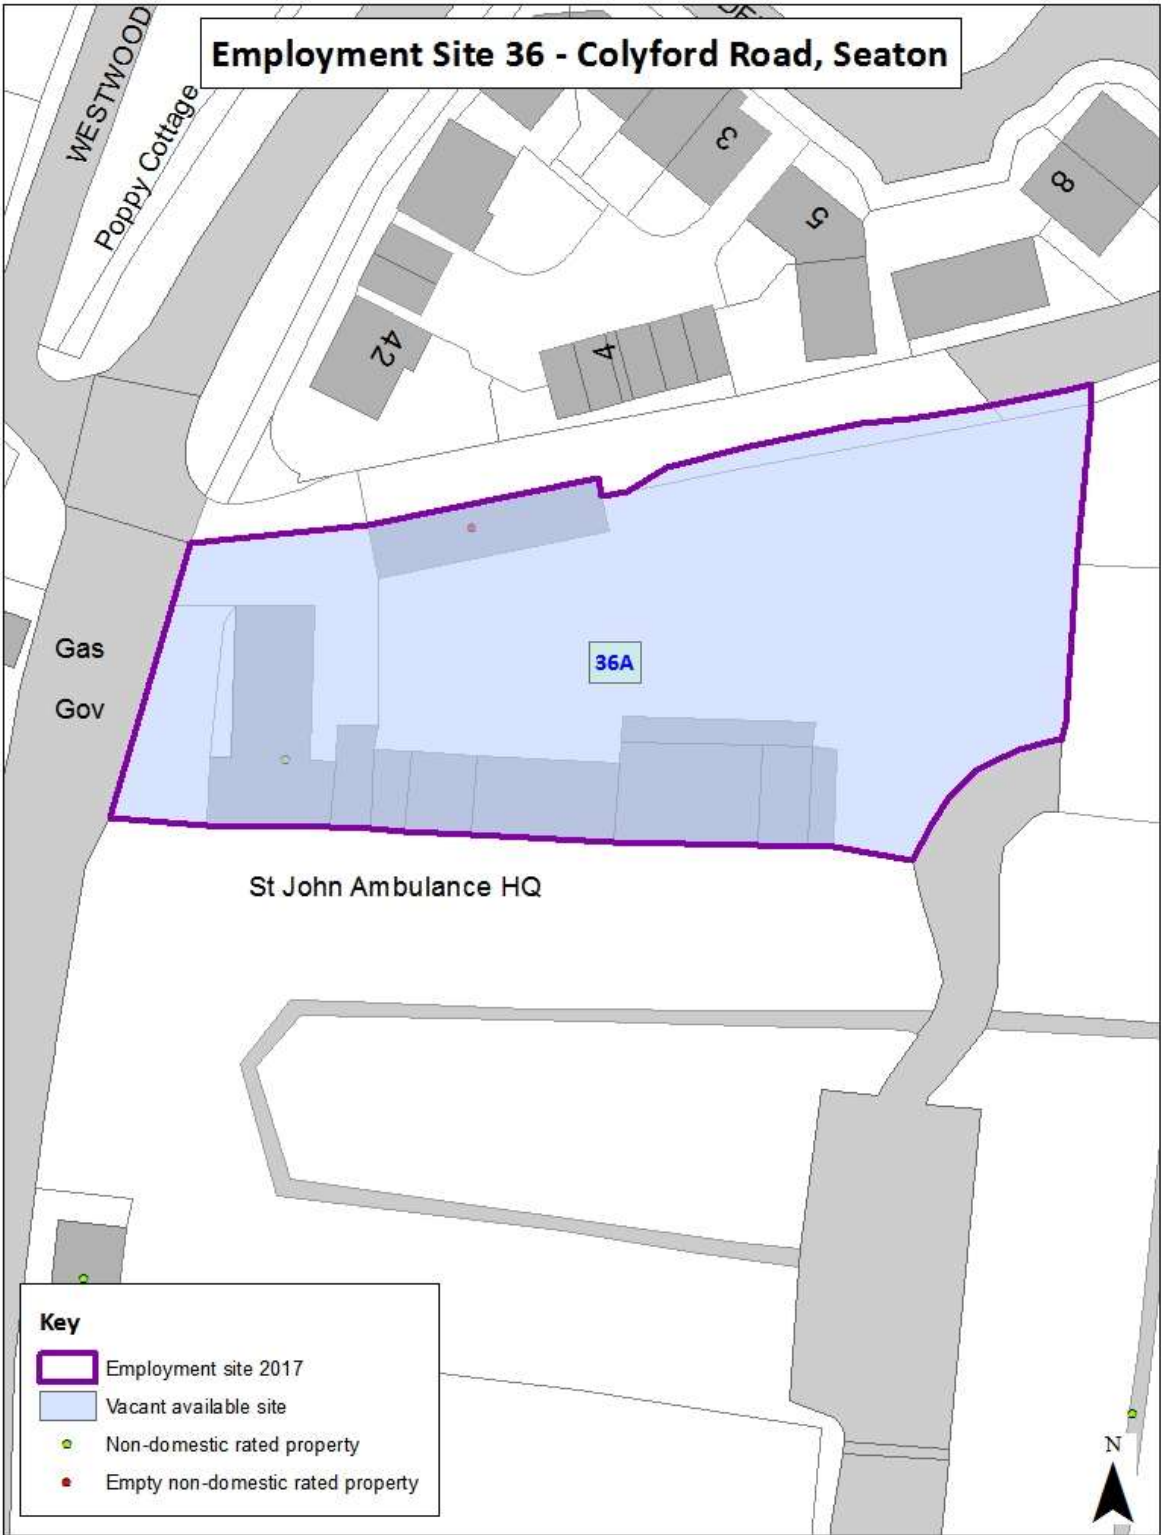 Employment Site 36 - Colyford Road, Seaton
WESTWOOD
Poppy Cottage
3
5
8
42
4
Gas
Gov
36A
St John Ambulance HQ
Key
Employment site 2017
Vacant available site
Non-domestic rated property
Empty non-domestic rated property
N